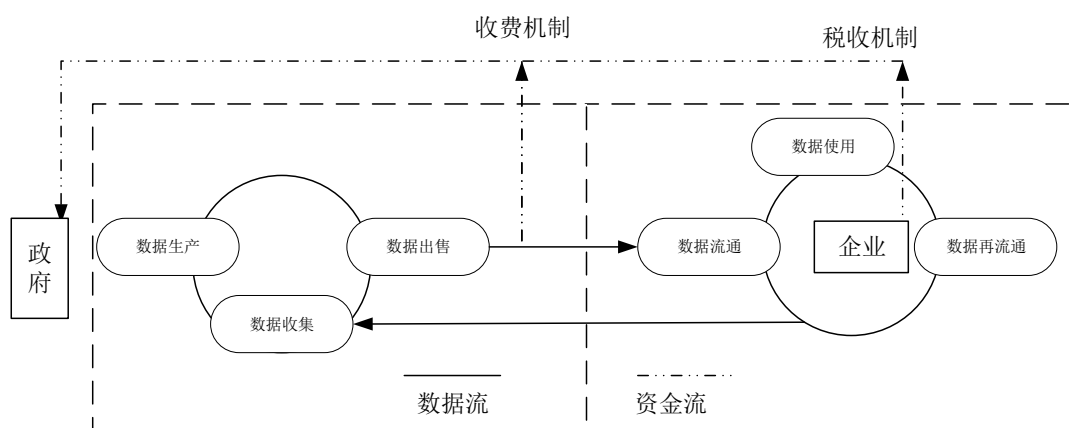 收费机制
税收机制
数据使用
政
府
数据生产
数据出售
数据流通
企业
数据再流通
数据收集
数据流
资金流